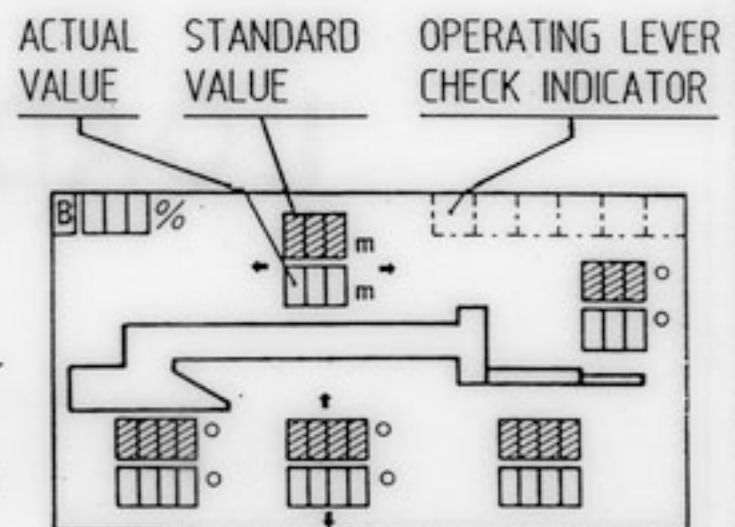 ACTUAL STANDARD OPERATING LEVER
VALUE VALUE CHECK INDICATOR
B %
m
m